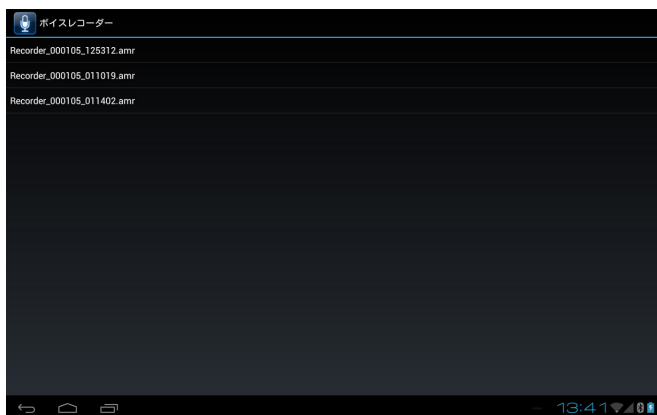 ボイスレコーダー
Recorder_000105_125312.amr
Recorder_000105_011019.amr
Recorder_000105_011402.amr
13:41